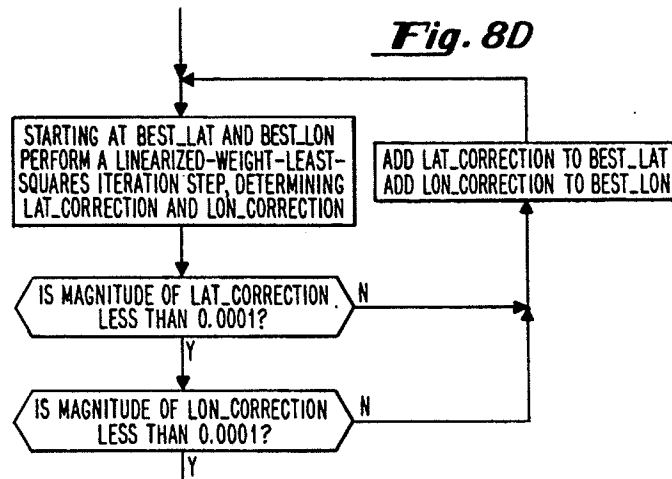 Fig. 8D
STARTING AT BEST_LAT AND BEST_LON
PERFORM A LINEARIZED-WEIGHT-LEAST-
SQUARES ITERATION STEP, DETERMINING
LAT_CORRECTION AND LON_CORRECTION
ADD LAT_CORRECTION TO BEST_LAT
ADD LON_CORRECTION TO BEST_LON
IS MAGNITUDE OF LAT_CORRECTION
LESS THAN 0.0001?
N
Y
IS MAGNITUDE OF LON_CORRECTION
LESS THAN 0.0001?
N
Y